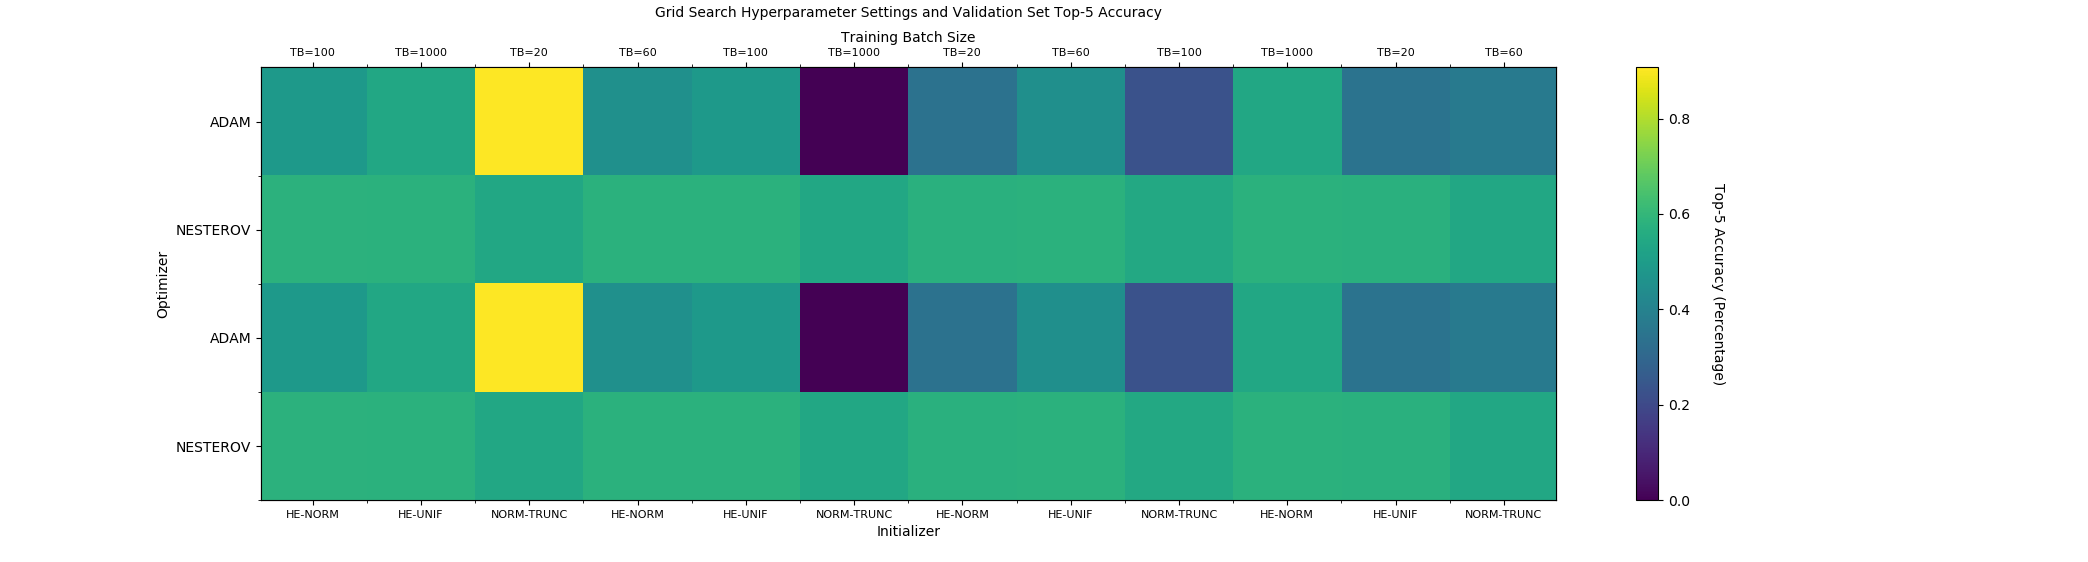 Grid Search Hyperparameter Settings and Validation Set Top-5 Accuracy
Training Batch Size
TB=100 TB=1000 TB=20 TB=60 TB=100 TB=1000 TB=20 TB=60 TB=100 TB=1000 TB=20 TB=60
ADAM
NESTEROV
ADAM
NESTEROV
Optimizer
HE-NORM HE-UNIF NORM-TRUNC HE-NORM HE-UNIF NORM-TRUNC HE-NORM HE-UNIF NORM-TRUNC HE-NORM HE-UNIF NORM-TRUNC
Initializer
0.8
0.6
0.4
0.2
0.0
Top-5 Accuracy (Percentage)